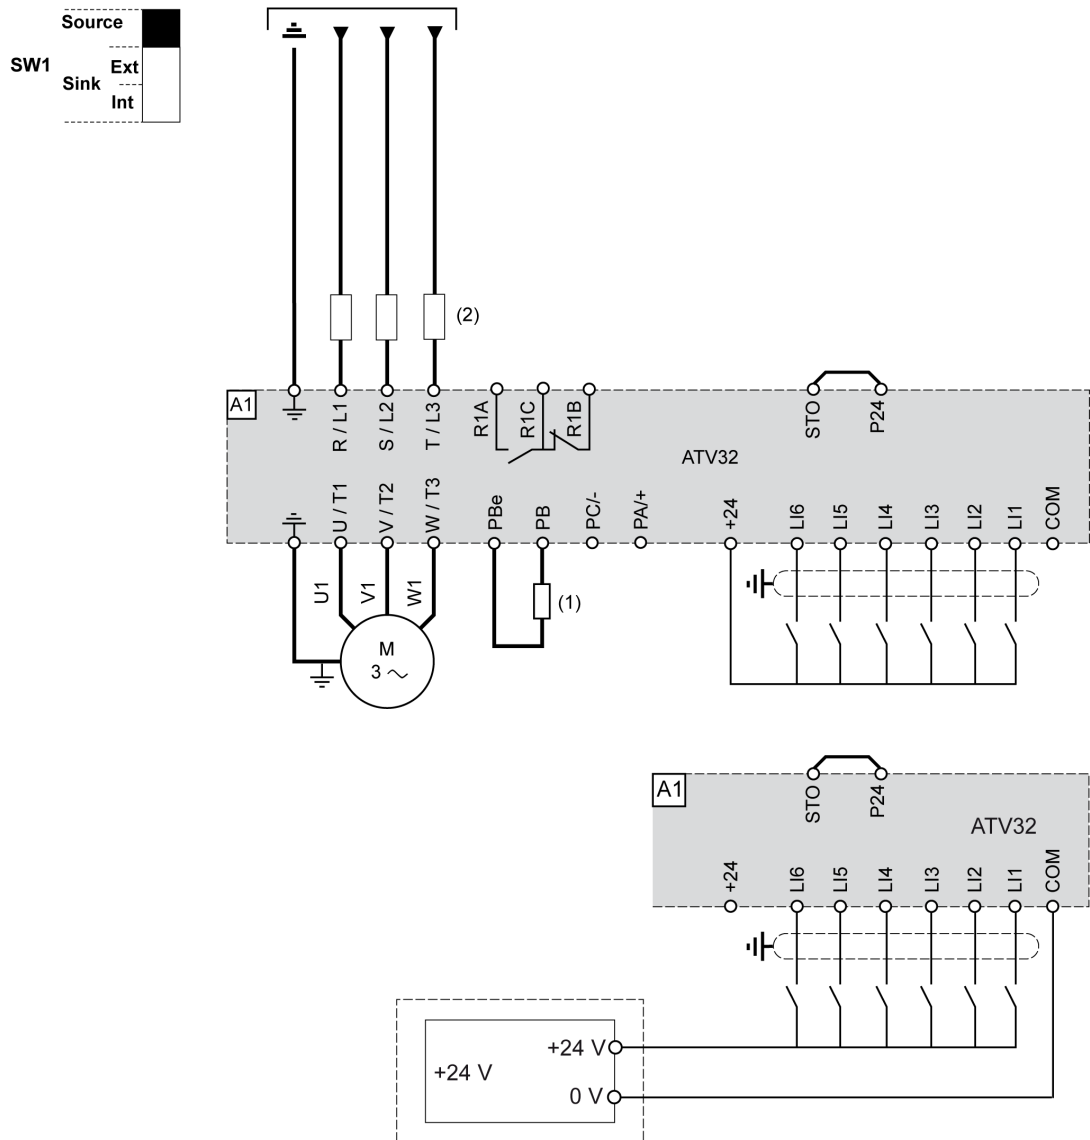 Source
SW1
Sink
Ext
Int
(2)
A1
R / L1
S / L2
T / L3
R1A
R1C
R1B
STO
P24
ATV32
U / T1
V / T2
W / T3
PBe
PB
PC/-
PA/+
+24
LI6
LI5
LI4
LI3
LI2
LI1
COM
U1
V1
W1
(1)
M
3 ~
A1
STO
P24
ATV32
+24
LI6
LI5
LI4
LI3
LI2
LI1
COM
+24 V
+24 V
0 V